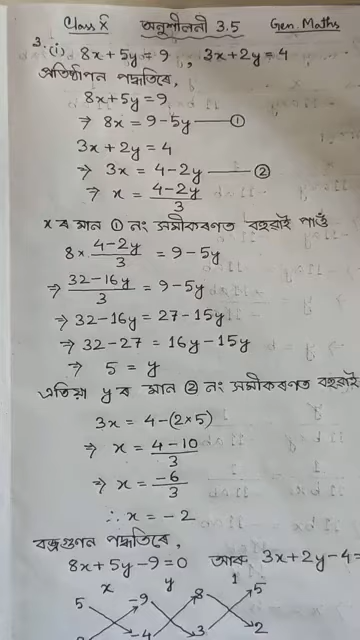 Class X অনুশীলনী 3.5 Gen. Maths
3. (i) 8x + 5y = 9, 3x + 2y = 4
প্ৰতিষ্ঠাপন পদ্ধতিৰে,
8x + 5y = 9
⇒ 8x = 9 - 5y —— ①
3x + 2y = 4
⇒ 3x = 4 - 2y —— ②
⇒ x = (4 - 2y)/3
x ৰ মান ① নং সমীকৰণত বহুৱাই পাওঁ
8 × (4 - 2y)/3 = 9 - 5y
⇒ (32 - 16y)/3 = 9 - 5y
⇒ 32 - 16y = 27 - 15y
⇒ 32 - 27 = 16y - 15y
⇒ 5 = y
এতিয়া y ৰ মান ② নং সমীকৰণত বহুৱাই
3x = 4 - (2×5)
⇒ x = (4 - 10)/3
⇒ x = -6/3
∴ x = -2
বজ্ৰগুণন পদ্ধতিৰে,
8x + 5y - 9 = 0 আৰু 3x + 2y - 4 =
x y 1
5 -9 8 5
-4 3 2